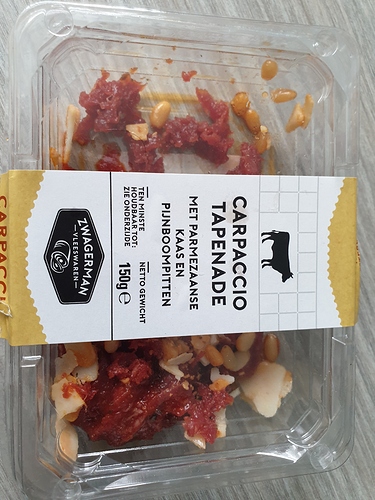 CARPACCIO
TAPENADE
MET PARMEZAANSE
KAAS EN
PIJNBOOMPITTEN
TEN MINSTE
HOUDBAAR TOT:
ZIE ONDERZIJDE
NETTO GEWICHT
150g e
ZWAGERMAN
VLEESWAREN
CARPACCI